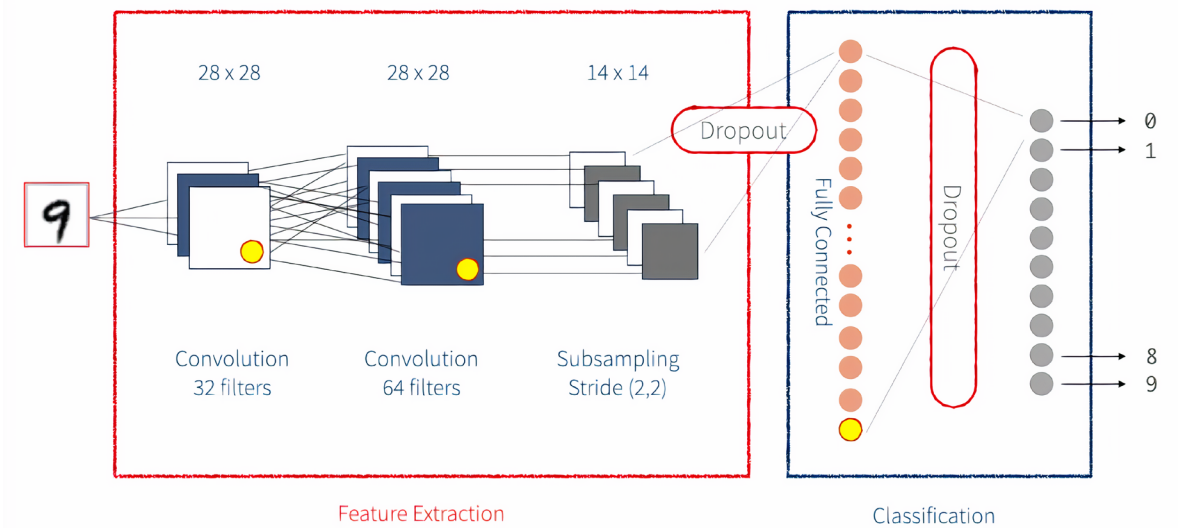 28 x 28
28 x 28
14 x 14
Dropout
9
Convolution
32 filters
Convolution
64 filters
Subsampling
Stride (2,2)
Feature Extraction
Fully Connected
Dropout
0
1
8
9
Classification